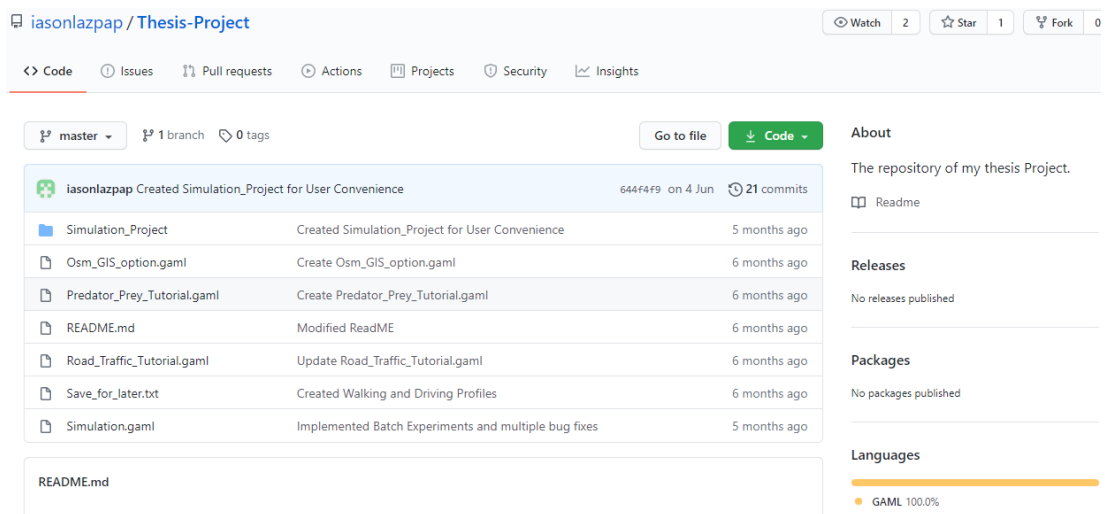 iasonlazpap / Thesis-Project
Watch 2 Star 1 Fork 0
Code Issues Pull requests Actions Projects Security Insights
master 1 branch 0 tags Go to file Code
iasonlazpap Created Simulation_Project for User Convenience 644f4f9 on 4 Jun 21 commits
Simulation_Project Created Simulation_Project for User Convenience 5 months ago
Osm_GIS_option.gaml Create Osm_GIS_option.gaml 6 months ago
Predator_Prey_Tutorial.gaml Create Predator_Prey_Tutorial.gaml 6 months ago
README.md Modified ReadME 6 months ago
Road_Traffic_Tutorial.gaml Update Road_Traffic_Tutorial.gaml 6 months ago
Save_for_later.txt Created Walking and Driving Profiles 6 months ago
Simulation.gaml Implemented Batch Experiments and multiple bug fixes 5 months ago
README.md
About
The repository of my thesis Project.
Readme
Releases
No releases published
Packages
No packages published
Languages
GAML 100.0%